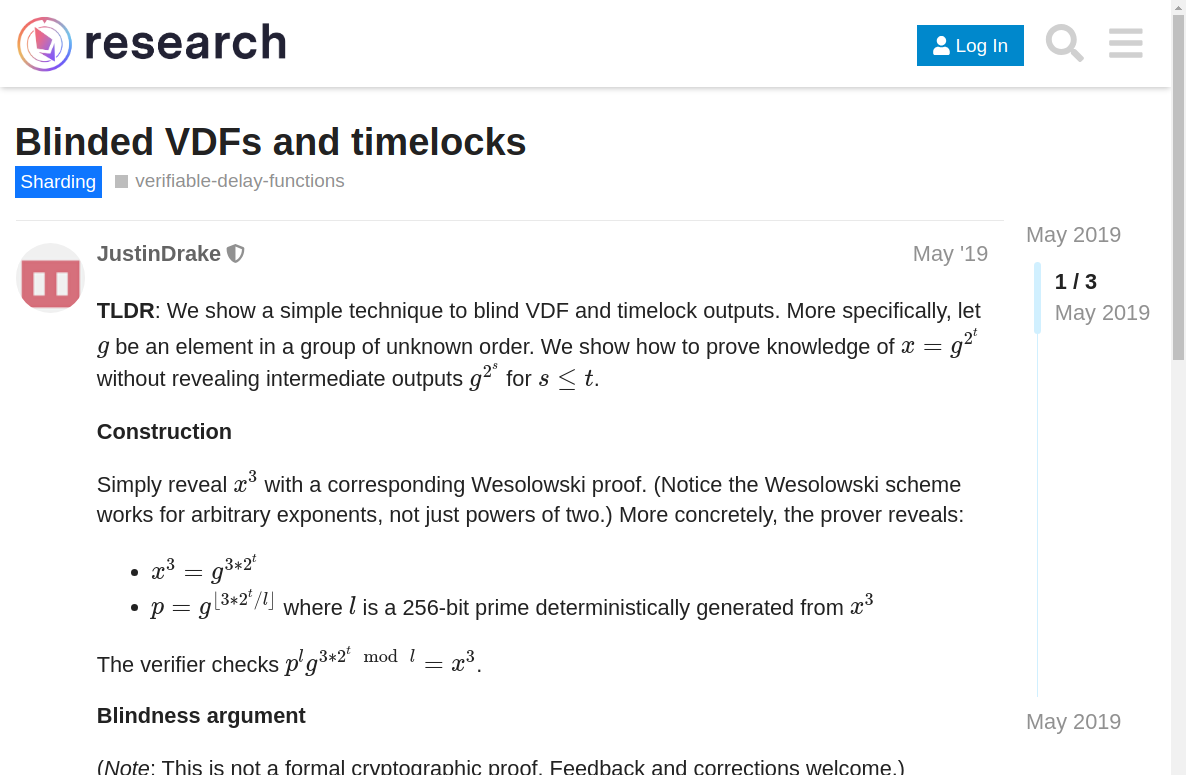 research
Log In
Blinded VDFs and timelocks
Sharding verifiable-delay-functions
JustinDrake May '19
TLDR: We show a simple technique to blind VDF and timelock outputs. More specifically, let
g be an element in a group of unknown order. We show how to prove knowledge of x = g^{2^t}
without revealing intermediate outputs g^{2^s} for s ≤ t.
Construction
Simply reveal x^3 with a corresponding Wesolowski proof. (Notice the Wesolowski scheme
works for arbitrary exponents, not just powers of two.) More concretely, the prover reveals:
• x^3 = g^{3*2^t}
• p = g^{⌊3*2^t/l⌋} where l is a 256-bit prime deterministically generated from x^3
The verifier checks p^l g^{3*2^t mod l} = x^3.
Blindness argument
(Note: This is not a formal cryptographic proof. Feedback and corrections welcome.)
May 2019
1 / 3
May 2019
May 2019